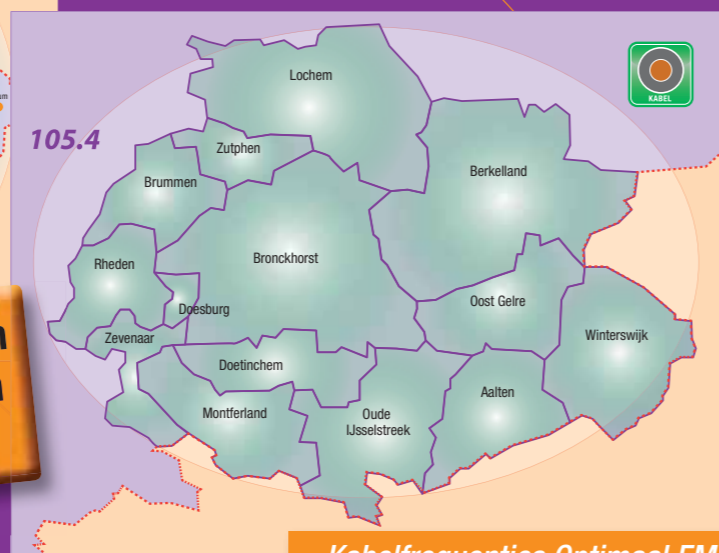 Lochem
KABEL
105.4
Zutphen
Berkelland
Brummen
Bronckhorst
Rheden
Doesburg
Oost Gelre
Zevenaar
Winterswijk
Doetinchem
Aalten
Montferland
Oude
IJsselstreek